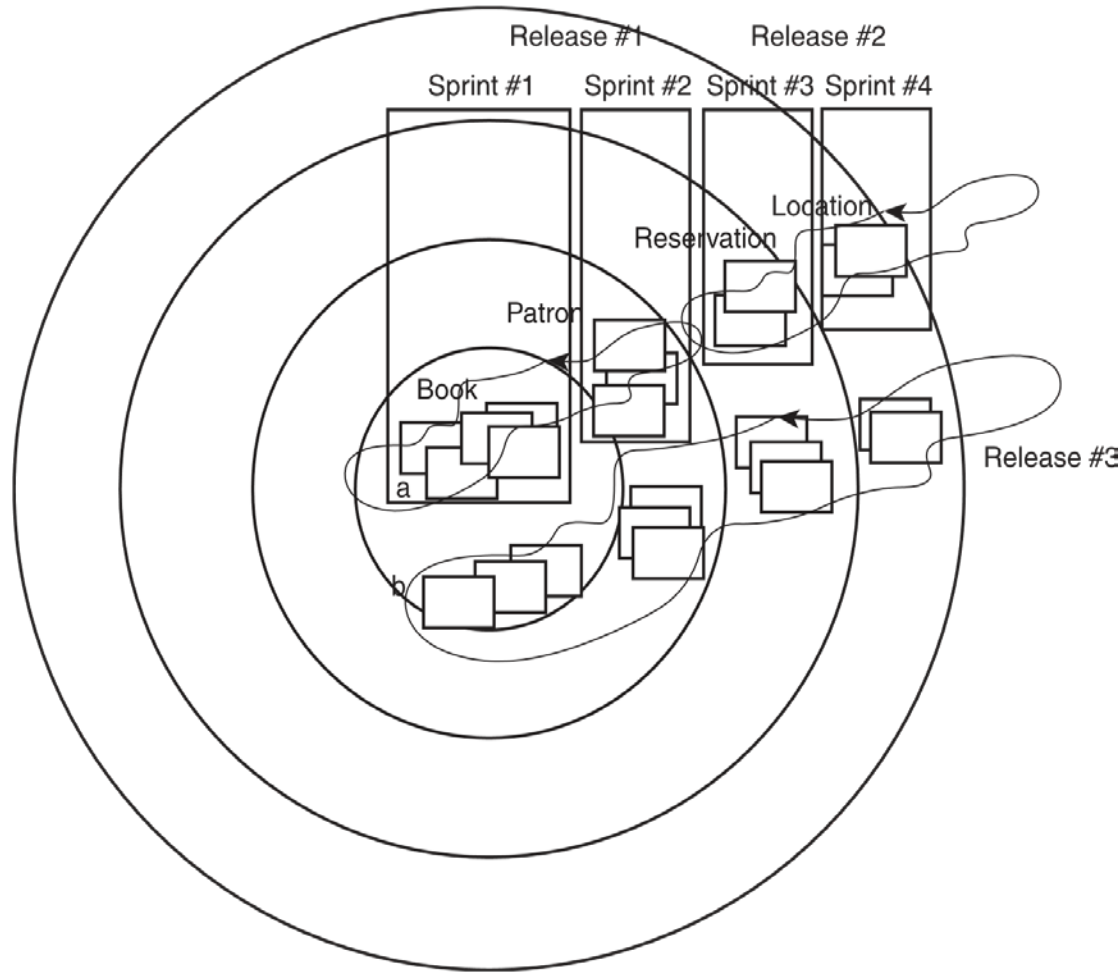 Release #1
Release #2
Sprint #1
Sprint #2
Sprint #3
Sprint #4
Location
Reservation
Patron
Book
a
Release #3
b